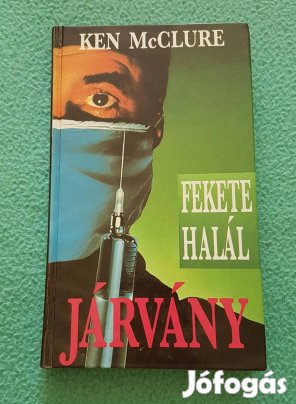 KEN McCLURE
FEKETE
HALÁL
JÁRVÁNY
Jófogás